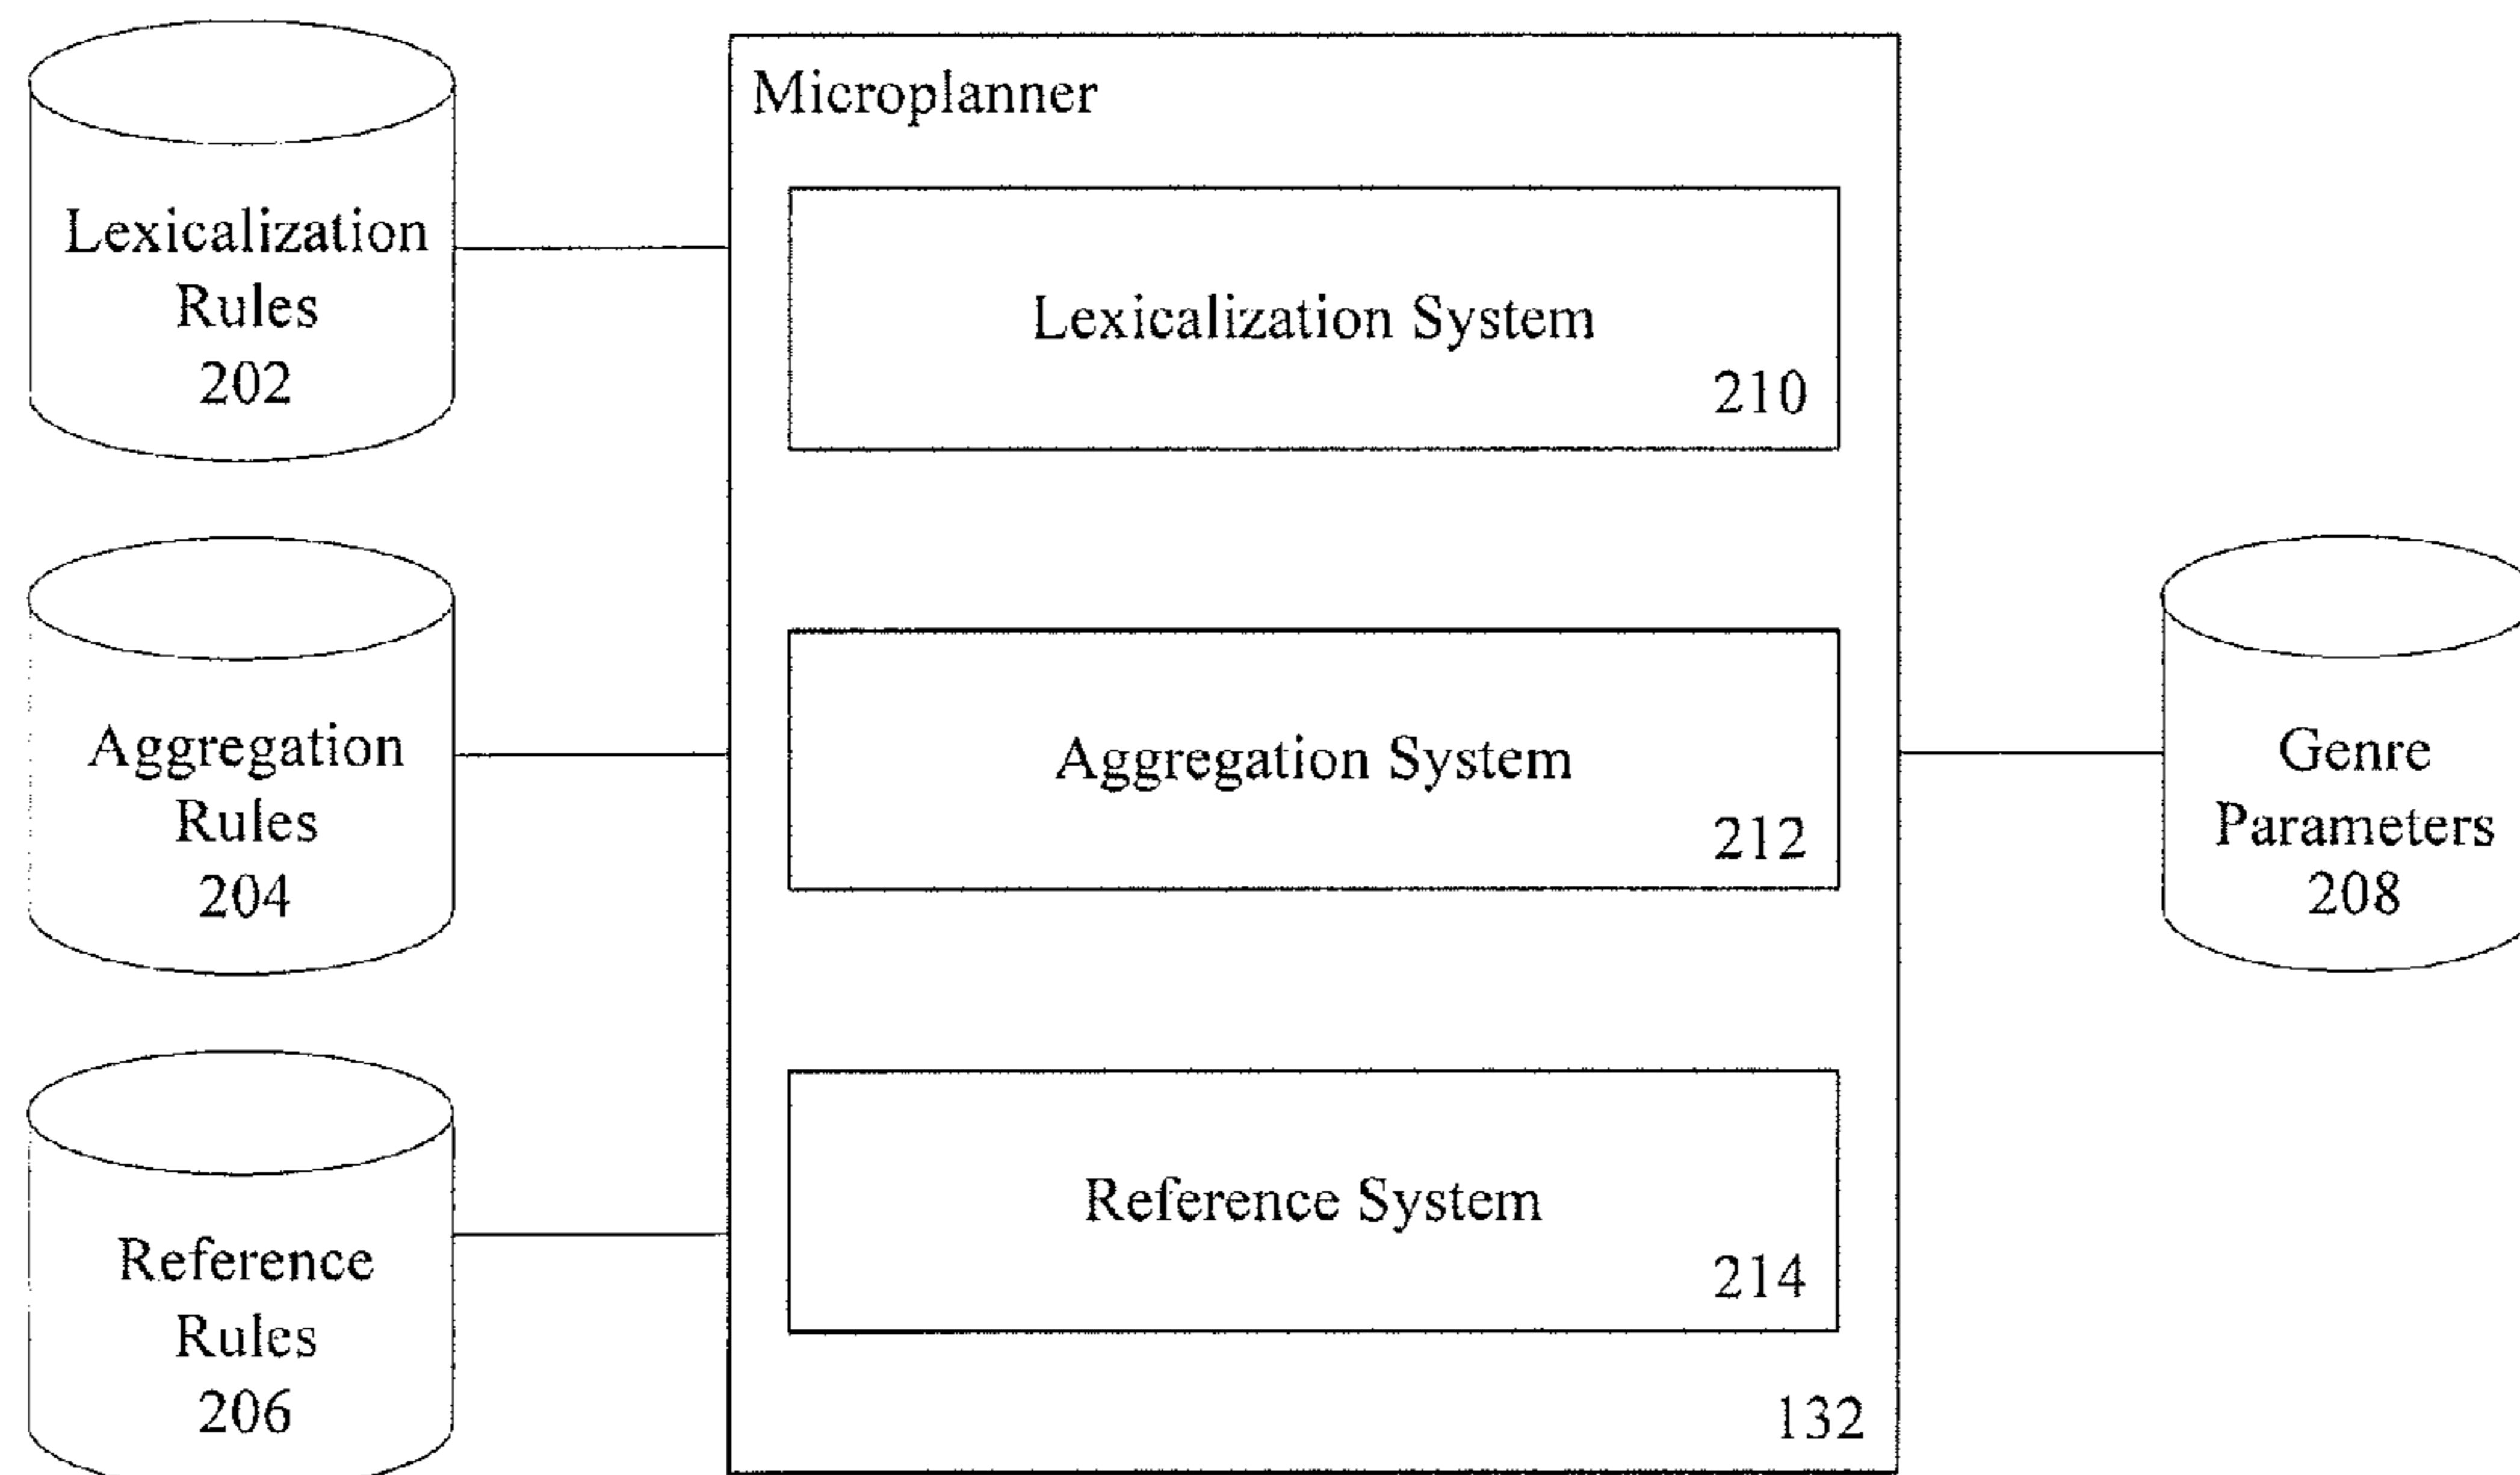 Lexicalization
Rules
202
Aggregation
Rules
204
Reference
Rules
206
Microplanner
Lexicalization System
210
Aggregation System
212
Reference System
214
132
Genre
Parameters
208